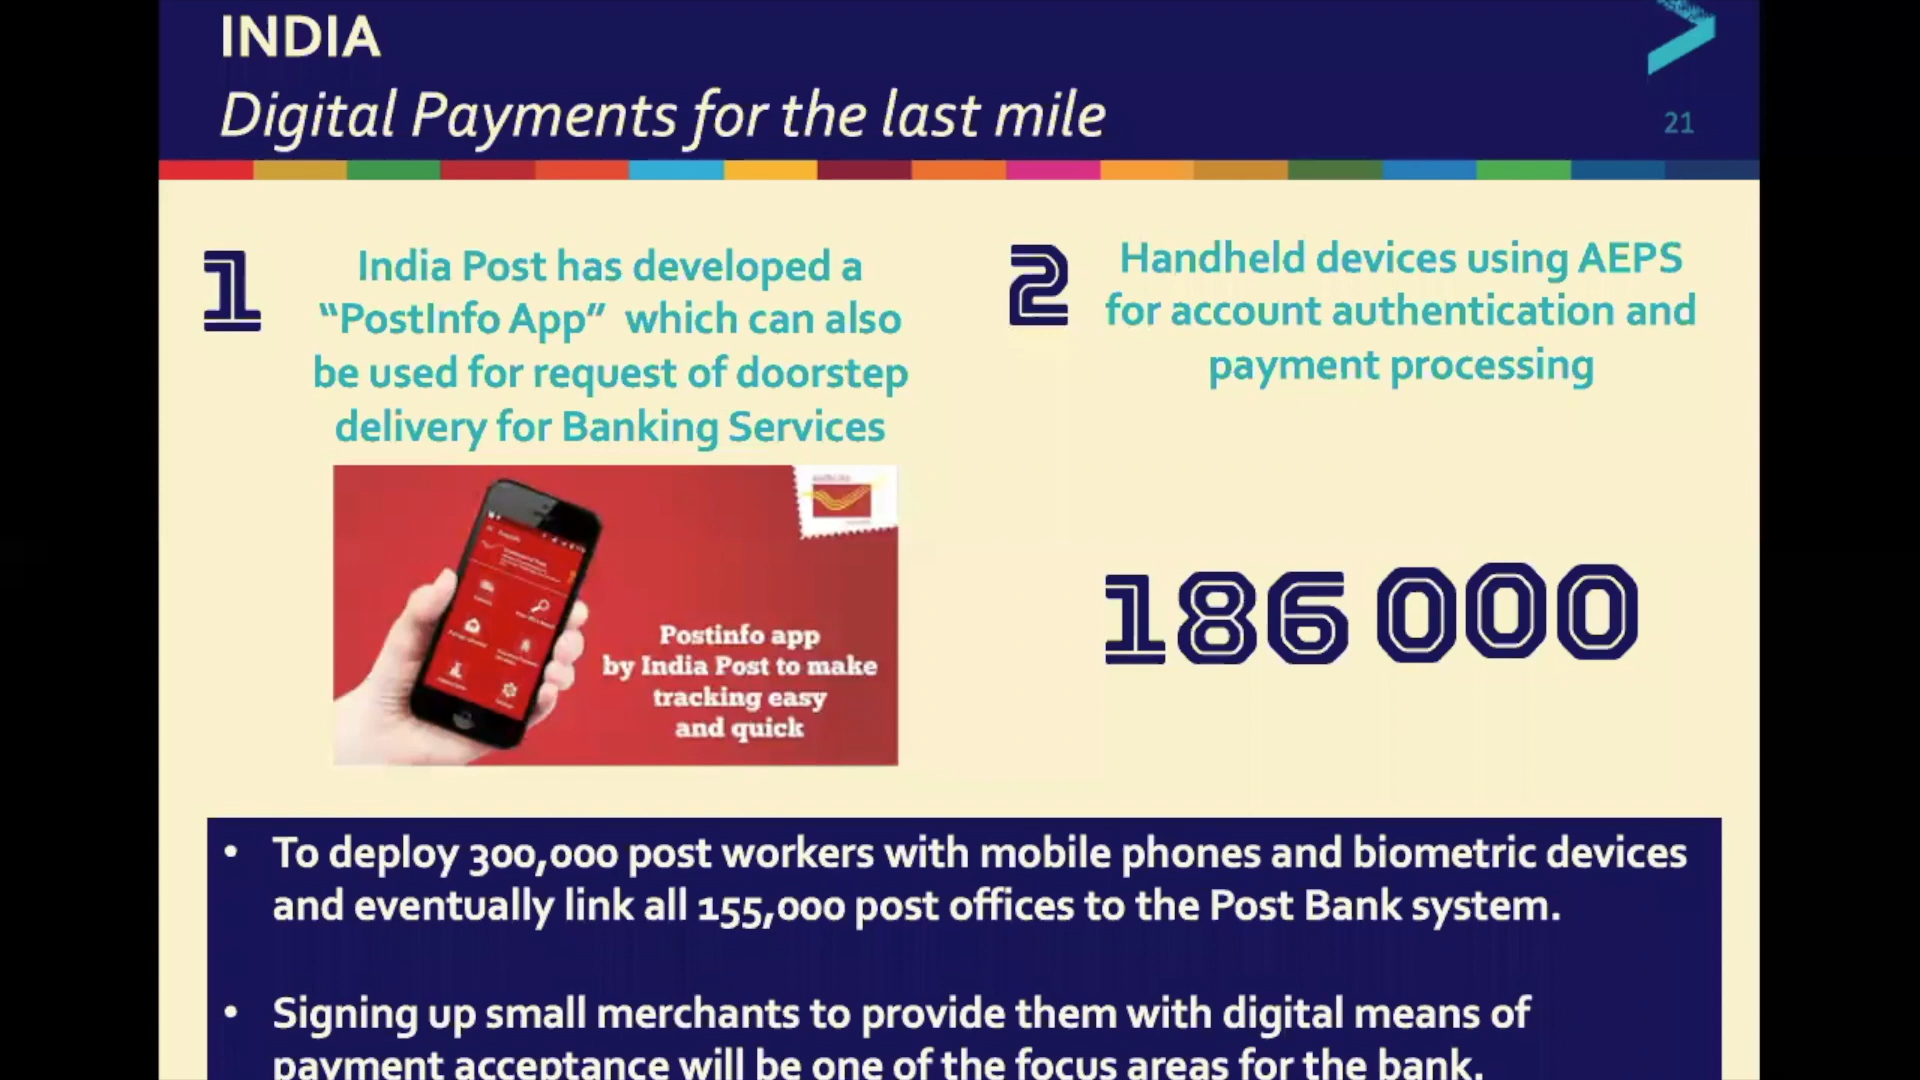 INDIA
Digital Payments for the last mile
21
1
India Post has developed a
“PostInfo App” which can also
be used for request of doorstep
delivery for Banking Services
2
Handheld devices using AEPS
for account authentication and
payment processing
Postinfo app
by India Post to make
tracking easy
and quick
186 000
• To deploy 300,000 post workers with mobile phones and biometric devices
and eventually link all 155,000 post offices to the Post Bank system.
• Signing up small merchants to provide them with digital means of
payment acceptance will be one of the focus areas for the bank.